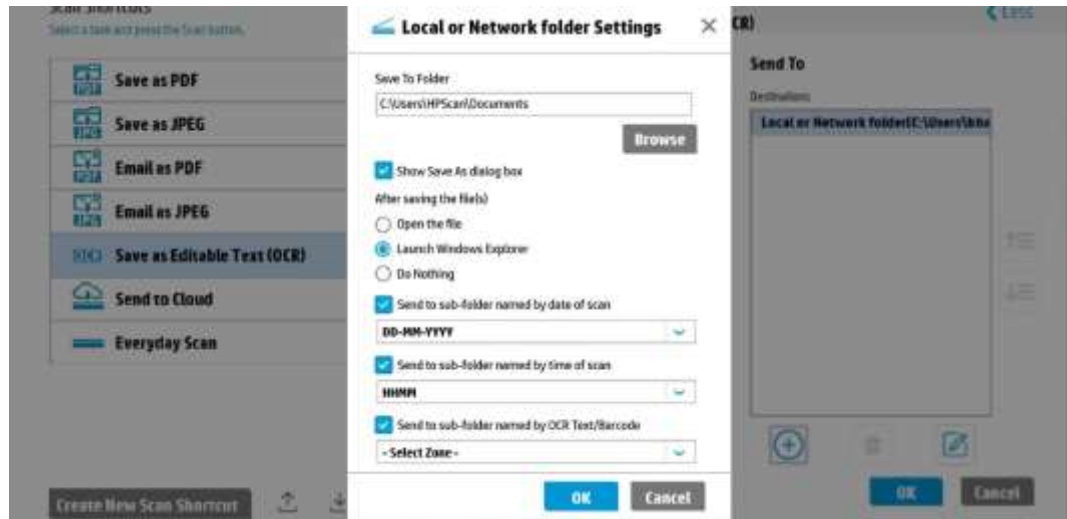 Scan Shortcuts
Select a task and press the Scan button.
Save as PDF
Save as JPEG
Email as PDF
Email as JPEG
Save as Editable Text (OCR)
Send to Cloud
Everyday Scan
Create New Scan Shortcut
Local or Network folder Settings
Save To Folder
C:\Users\HPScan\Documents
Browse
Show Save As dialog box
After saving the file(s)
Open the file
Launch Windows Explorer
Do Nothing
Send to sub-folder named by date of scan
DD-MM-YYYY
Send to sub-folder named by time of scan
HHMM
Send to sub-folder named by OCR Text/Barcode
- Select Zone -
OK
Cancel
Less
CR)
Send To
Destinations
Local or Network folder(C:\Users\
OK
Cancel